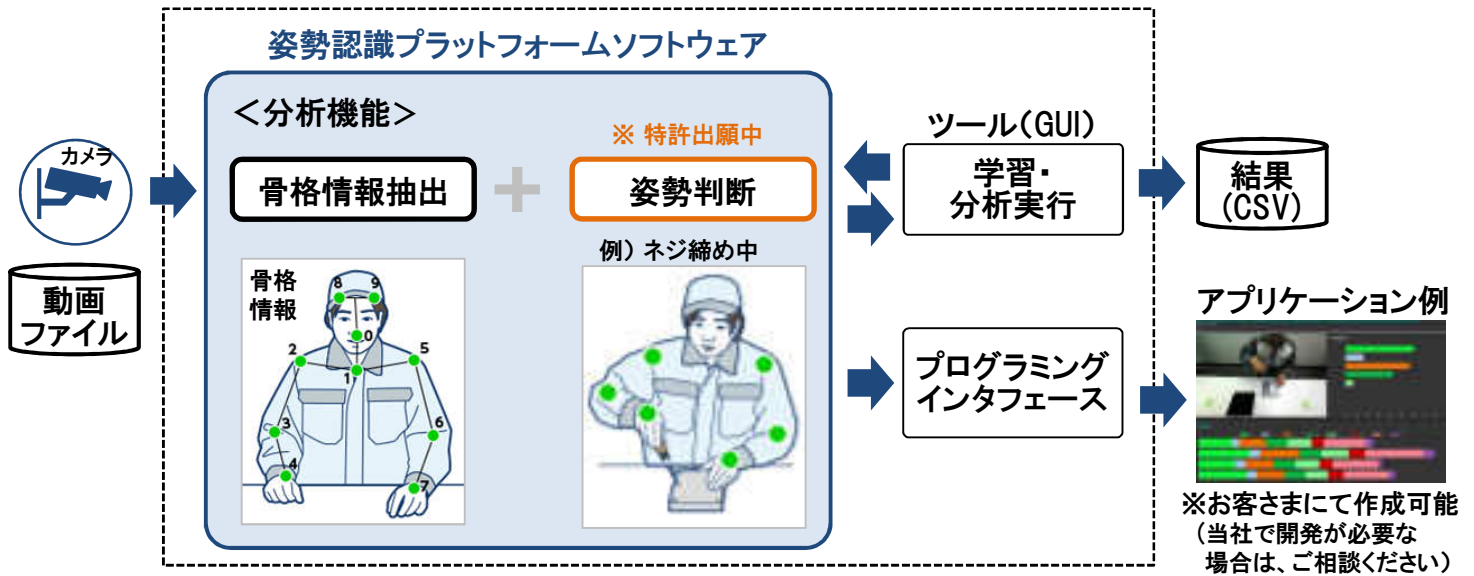 姿勢認識プラットフォームソフトウェア
カメラ
動画
ファイル
＜分析機能＞
骨格情報抽出
＋
※ 特許出願中
姿勢判断
骨格
情報
8 9
0
2 5
1
3 6
4 7
例）ネジ締め中
ツール（GUI）
学習・
分析実行
プログラミング
インタフェース
結果
(CSV)
アプリケーション例
※お客さまにて作成可能
（当社で開発が必要な
場合は、ご相談ください）